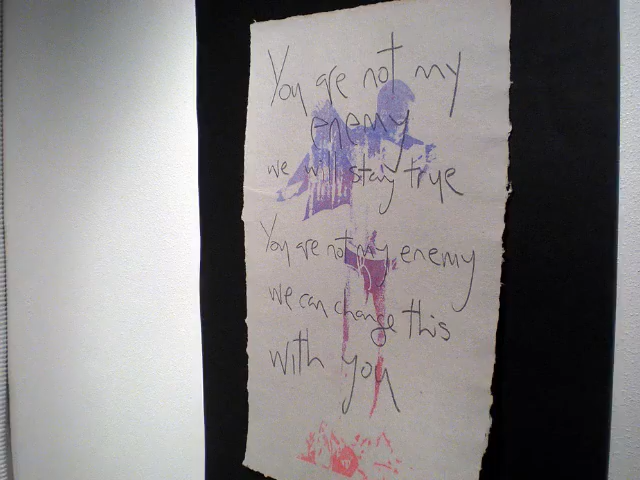 You are not my
enemy
we will stay true
You are not my enemy
we can change this
with you